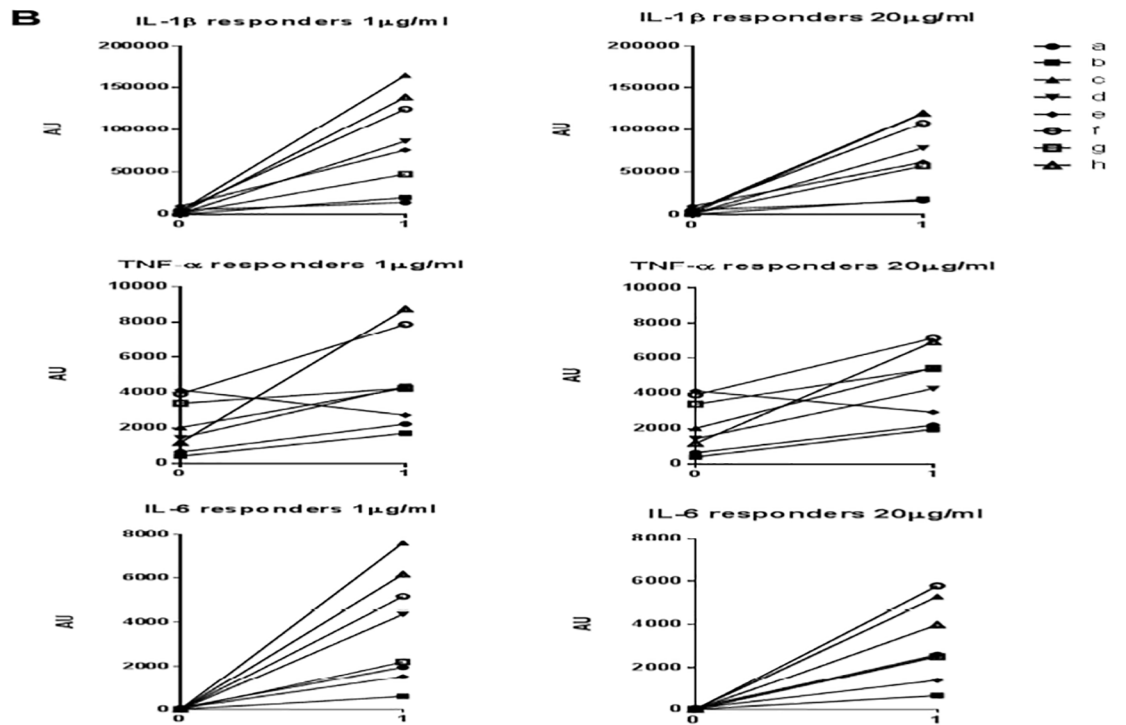 B
IL-1β responders 1µg/ml
200000
150000
100000
50000
0
AU
0 1
IL-1β responders 20µg/ml
200000
150000
100000
50000
0
AU
0 1
a
b
c
d
e
f
g
h
TNF-α responders 1µg/ml
10000
8000
6000
4000
2000
0
AU
0 1
TNF-α responders 20µg/ml
10000
8000
6000
4000
2000
0
AU
0 1
IL-6 responders 1µg/ml
8000
6000
4000
2000
0
AU
0 1
IL-6 responders 20µg/ml
8000
6000
4000
2000
0
AU
0 1